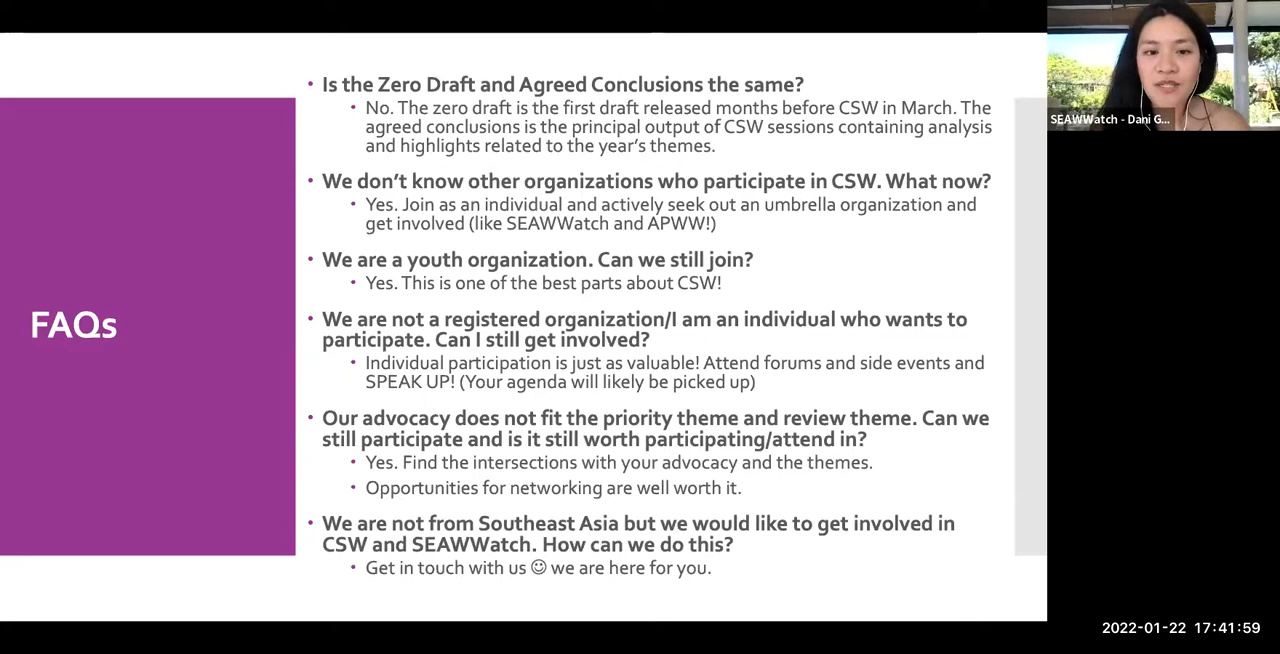 FAQs
• Is the Zero Draft and Agreed Conclusions the same?
• No. The zero draft is the first draft released months before CSW in March. The
agreed conclusions is the principal output of CSW sessions containing analysis
and highlights related to the year's themes.
• We don't know other organizations who participate in CSW. What now?
• Yes. Join as an individual and actively seek out an umbrella organization and
get involved (like SEAWWatch and APWW!)
• We are a youth organization. Can we still join?
• Yes. This is one of the best parts about CSW!
• We are not a registered organization/I am an individual who wants to
participate. Can I still get involved?
• Individual participation is just as valuable! Attend forums and side events and
SPEAK UP! (Your agenda will likely be picked up)
• Our advocacy does not fit the priority theme and review theme. Can we
still participate and is it still worth participating/attend in?
• Yes. Find the intersections with your advocacy and the themes.
• Opportunities for networking are well worth it.
• We are not from Southeast Asia but we would like to get involved in
CSW and SEAWWatch. How can we do this?
• Get in touch with us ☺ we are here for you.
SEAWWatch - Dani G...
2022-01-22 17:41:59